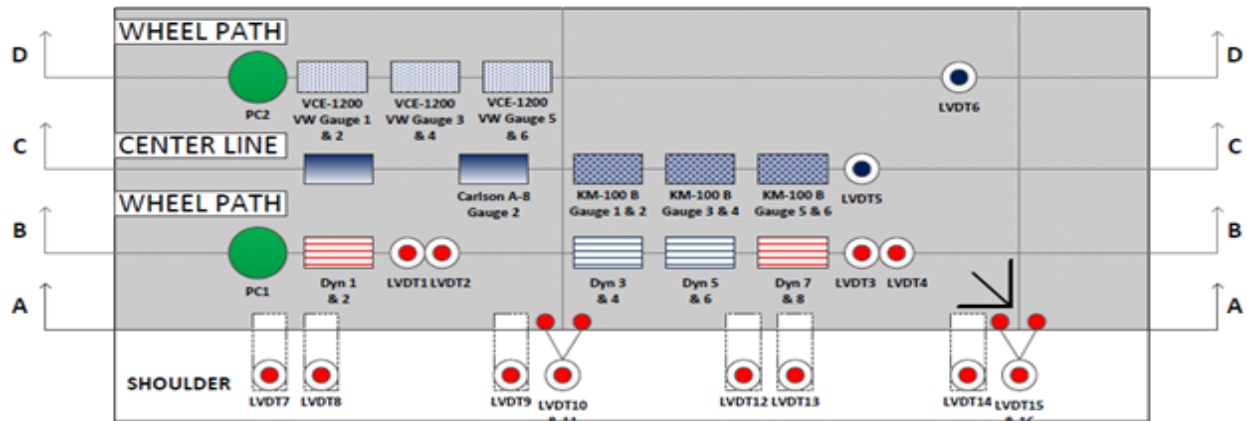 WHEEL PATH
D
D
PC2
VCE-1200
VW Gauge 1
& 2
VCE-1200
VW Gauge 3
& 4
VCE-1200
VW Gauge 5
& 6
LVDT6
C
CENTER LINE
C
Carlson A-8
Gauge 2
KM-100 B
Gauge 1 & 2
KM-100 B
Gauge 3 & 4
KM-100 B
Gauge 5 & 6
LVDT5
WHEEL PATH
B
B
PC1
Dyn 1
& 2
LVDT1
LVDT2
Dyn 3
& 4
Dyn 5
& 6
Dyn 7
& 8
LVDT3
LVDT4
A
A
SHOULDER
LVDT7
LVDT8
LVDT9
LVDT10
& 11
LVDT12
LVDT13
LVDT14
LVDT15
& 16